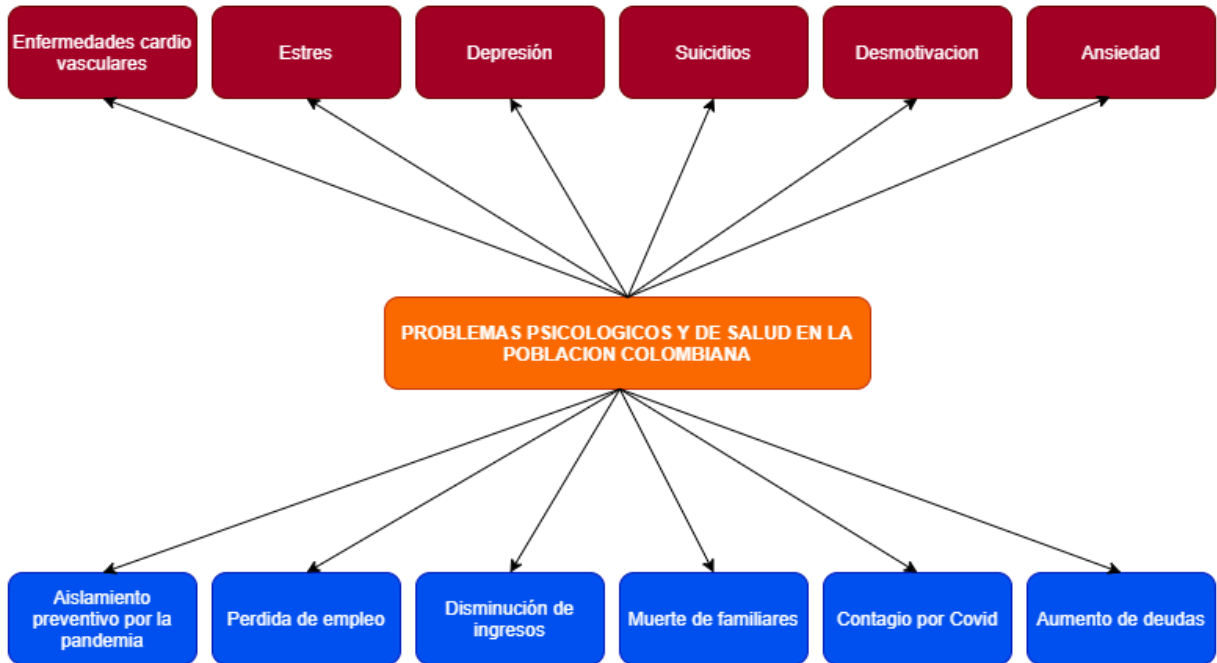 Enfermedades cardio
vasculares
Estres
Depresión
Suicidios
Desmotivacion
Ansiedad
PROBLEMAS PSICOLOGICOS Y DE SALUD EN LA
POBLACION COLOMBIANA
Aislamiento
preventivo por la
pandemia
Perdida de empleo
Disminución de
ingresos
Muerte de familiares
Contagio por Covid
Aumento de deudas